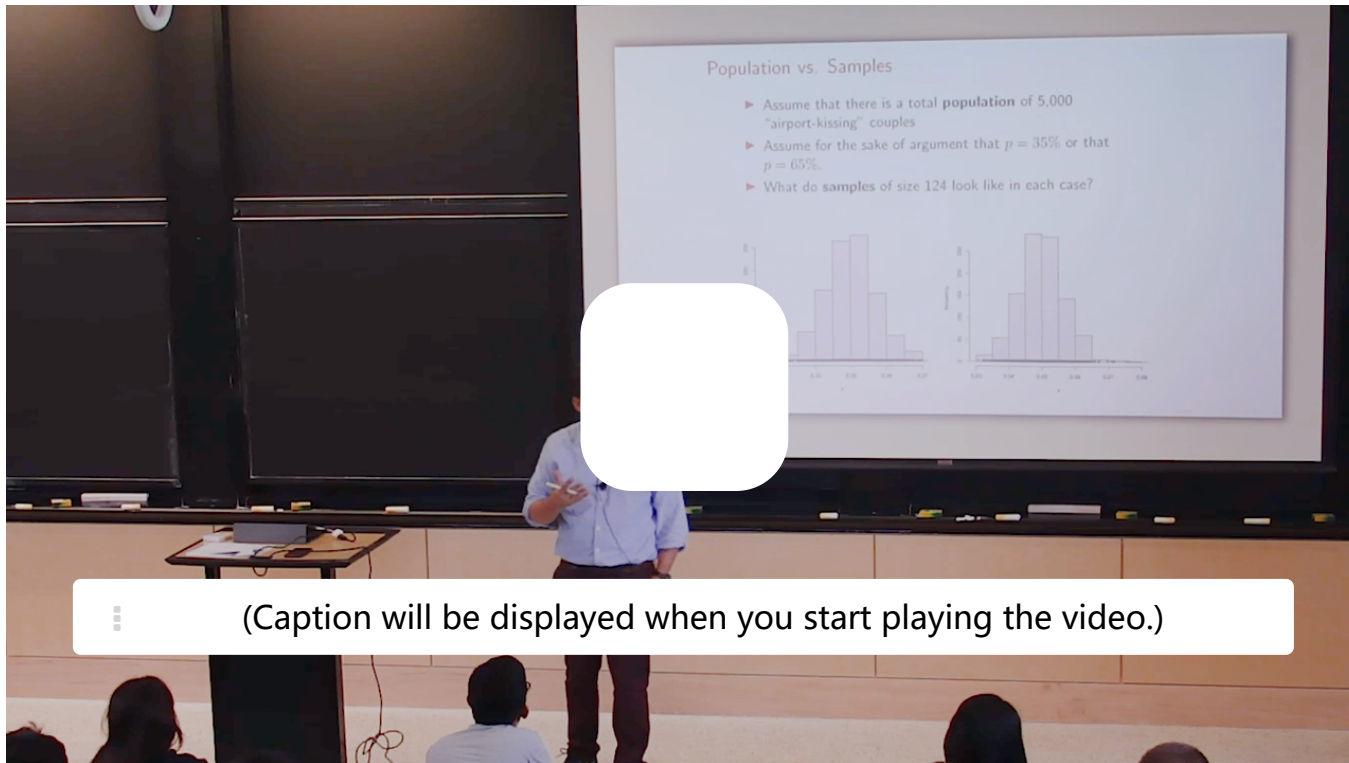 Population vs. Samples
► Assume that there is a total population of 5,000
"airport-kissing" couples
► Assume for the sake of argument that p = 35% or that
p = 65%.
► What do samples of size 124 look like in each case?
(Caption will be displayed when you start playing the video.)